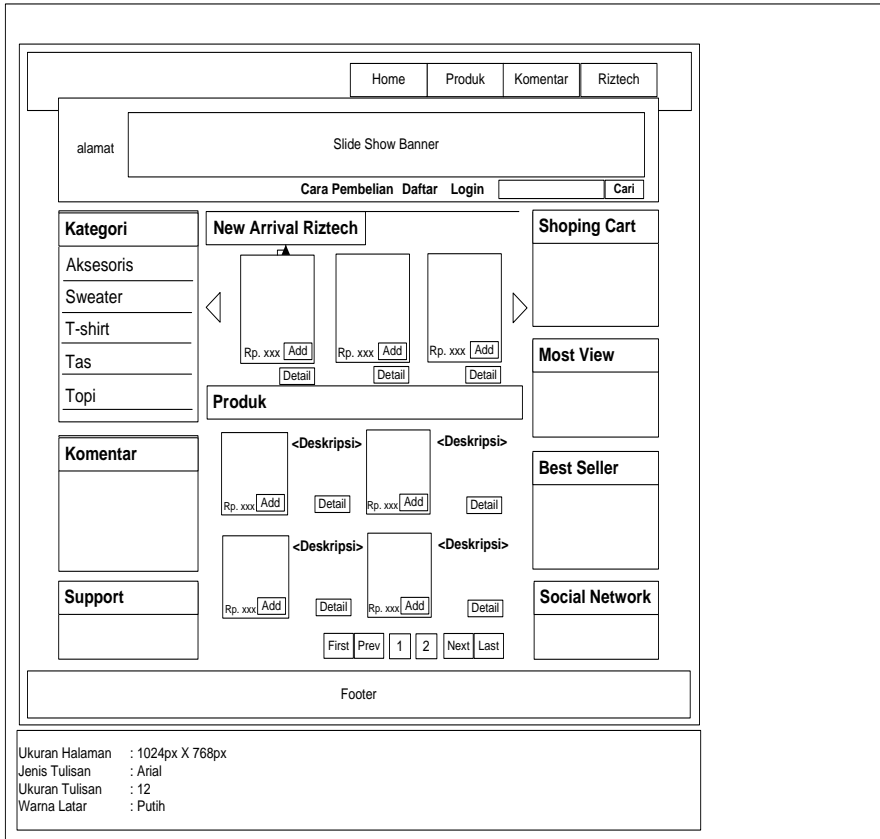 Home Produk Komentar Riztech
alamat
Slide Show Banner
Cara Pembelian Daftar Login Cari
Kategori
Aksesoris
Sweater
T-shirt
Tas
Topi
Komentar
Support
New Arrival Riztech
Rp. xxx Add Rp. xxx Add Rp. xxx Add
Detail Detail Detail
Produk
<Deskripsi> <Deskripsi>
Rp. xxx Add Detail Rp. xxx Add Detail
<Deskripsi> <Deskripsi>
Rp. xxx Add Detail Rp. xxx Add Detail
First Prev 1 2 Next Last
Shoping Cart
Most View
Best Seller
Social Network
Footer
Ukuran Halaman : 1024px X 768px
Jenis Tulisan : Arial
Ukuran Tulisan : 12
Warna Latar : Putih